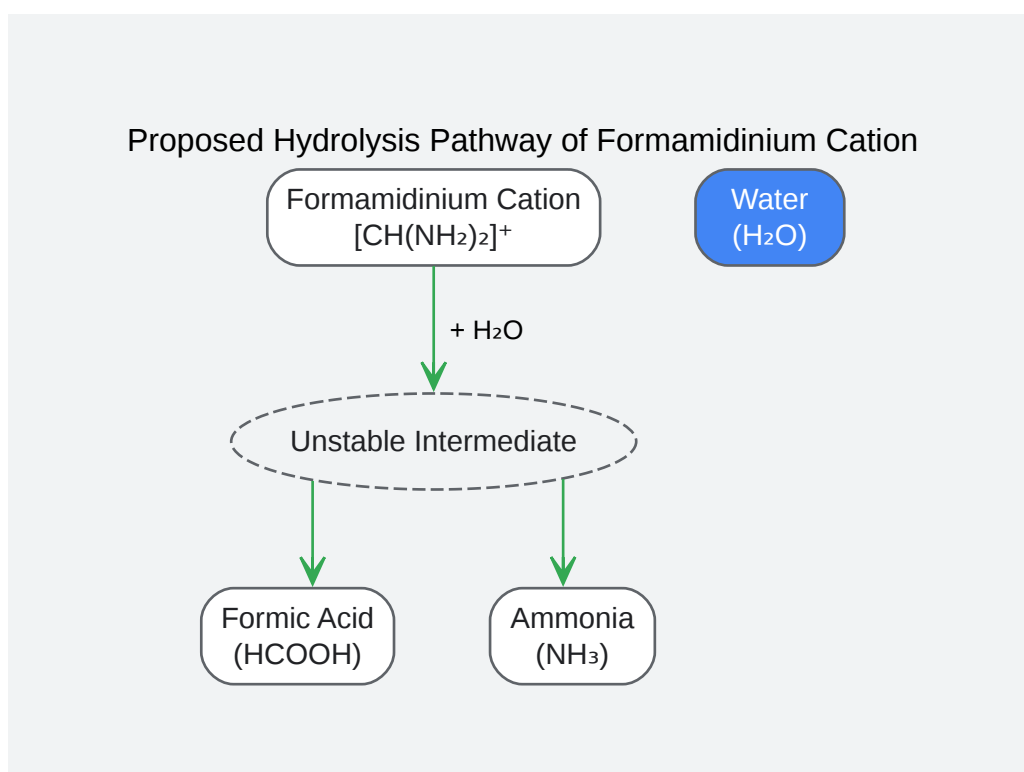 Proposed Hydrolysis Pathway of Formamidinium Cation
Formamidinium Cation
[CH(NH₂)₂]⁺
Water
(H₂O)
+ H₂O
Unstable Intermediate
Formic Acid
(HCOOH)
Ammonia
(NH₃)